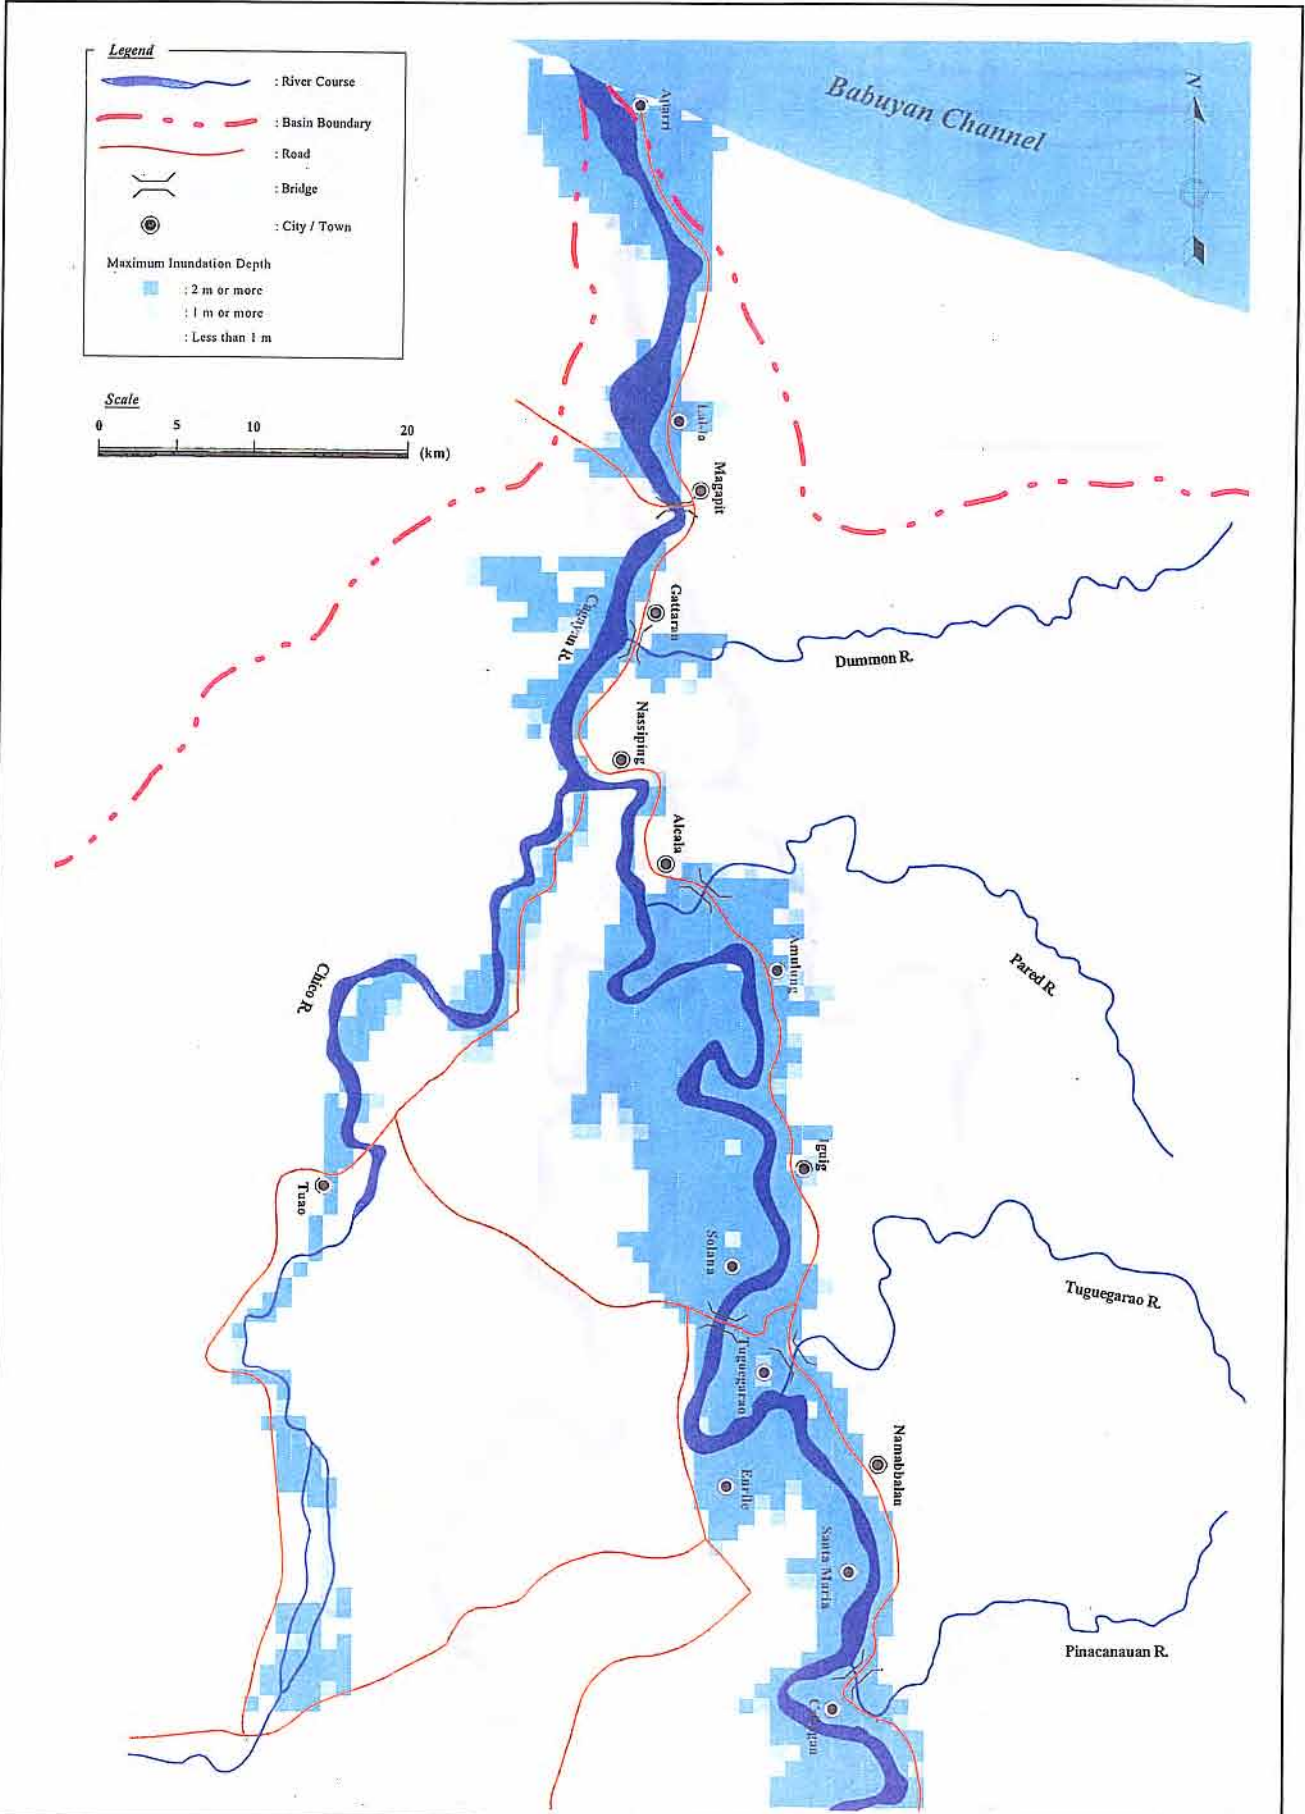 Legend
: River Course
: Basin Boundary
: Road
: Bridge
: City / Town
Maximum Inundation Depth
: 2 m or more
: 1 m or more
: Less than 1 m
Scale
0 5 10 20
(km)
Babuyan Channel
N
Aparri
Lal-lo
Magapit
Gattaran
Cagayan R.
Dummon R.
Nassiping
Alcala
Amulung
Pared R.
Chico R.
Iguig
Tuao
Solana
Tuguegarao R.
Tuguegarao
Namabbalan
Enrile
Santa Maria
Pinacanauan R.